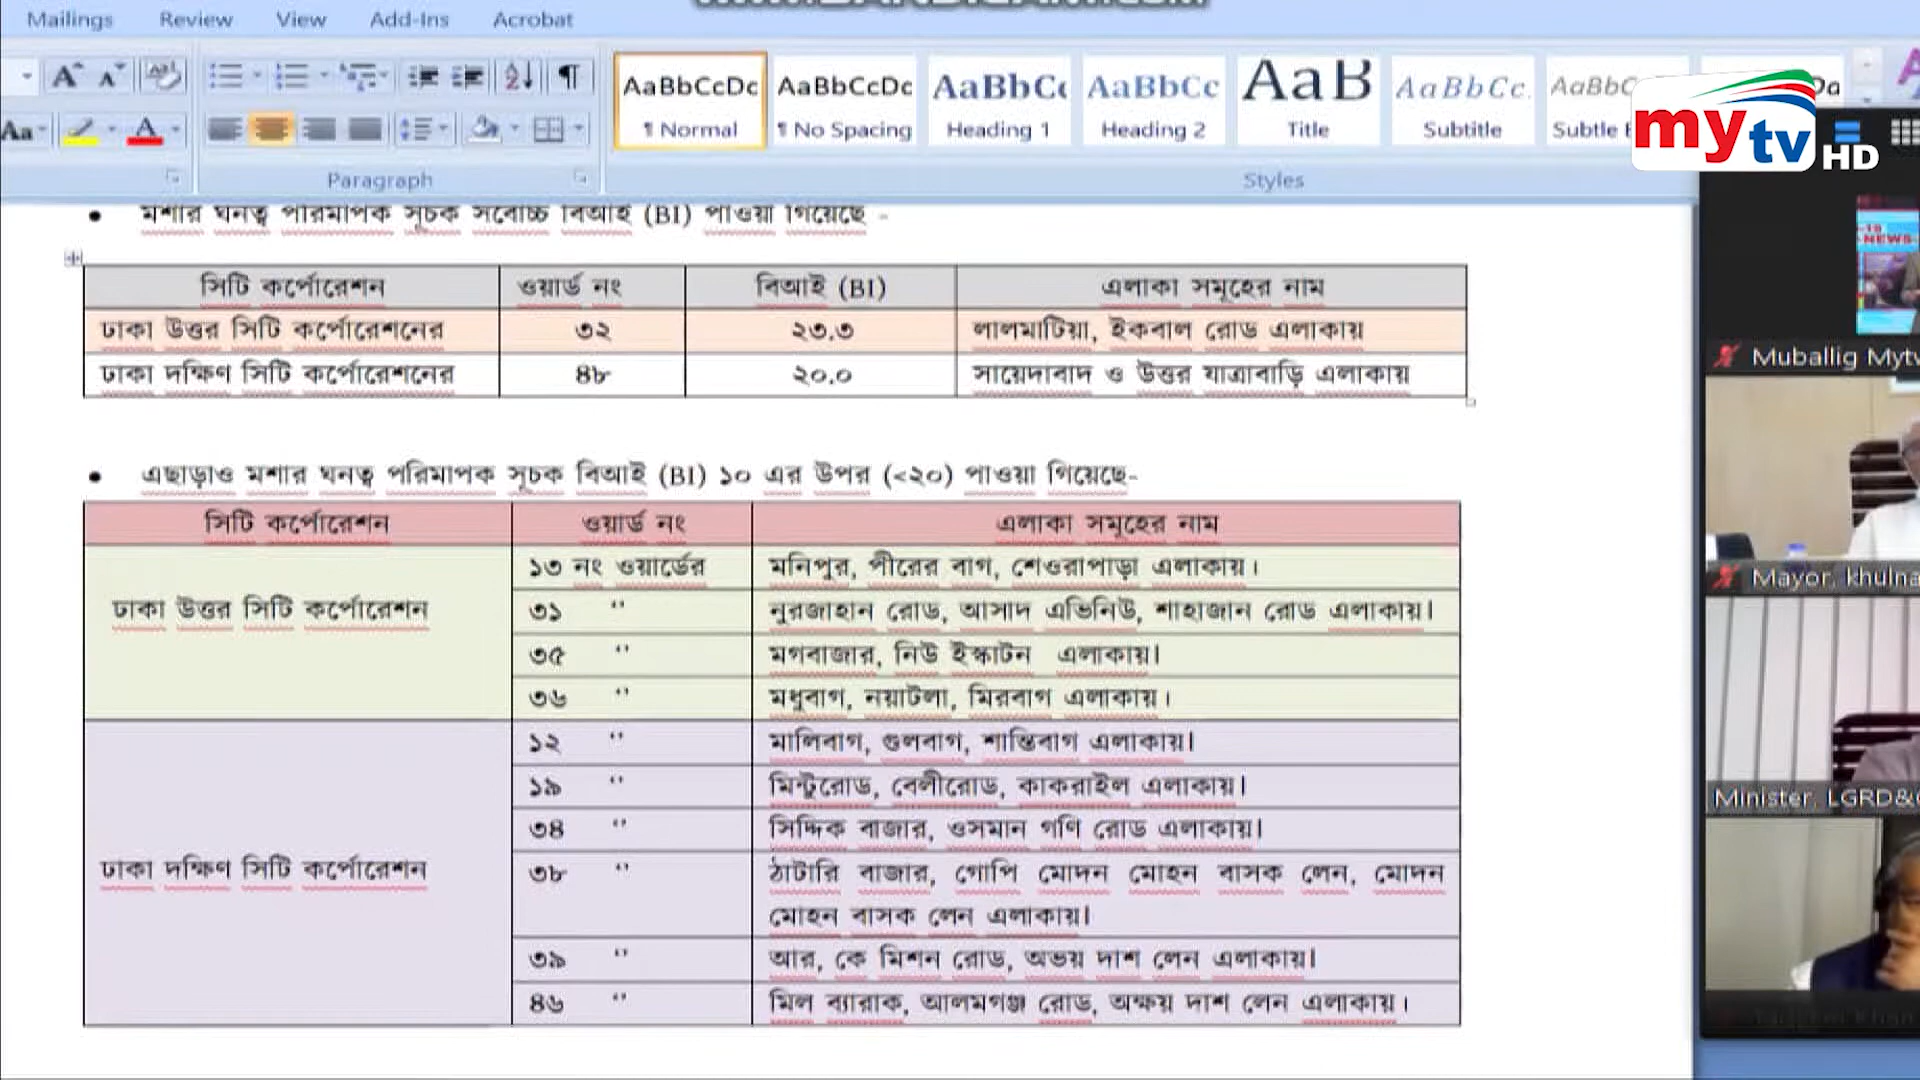 Mailings Review View Add-Ins Acrobat
AaBbCcDc AaBbCcDc AaBbCc AaBbCc AaB AaBbCc. AaBbC
¶ Normal ¶ No Spacing Heading 1 Heading 2 Title Subtitle Subtle
Paragraph Styles
my tv HD
• মশার ঘনত্ব পরিমাপক সূচক সর্বোচ্চ বিআই (BI) পাওয়া গিয়েছে -
সিটি কর্পোরেশন ওয়ার্ড নং বিআই (BI) এলাকা সমূহের নাম
ঢাকা উত্তর সিটি কর্পোরেশনের ৩২ ২৩.৩ লালমাটিয়া, ইকবাল রোড এলাকায়
ঢাকা দক্ষিণ সিটি কর্পোরেশনের ৪৮ ২০.০ সায়েদাবাদ ও উত্তর যাত্রাবাড়ি এলাকায়
• এছাড়াও মশার ঘনত্ব পরিমাপক সূচক বিআই (BI) ১০ এর উপর (<২০) পাওয়া গিয়েছে-
সিটি কর্পোরেশন ওয়ার্ড নং এলাকা সমূহের নাম
ঢাকা উত্তর সিটি কর্পোরেশন
১৩ নং ওয়ার্ডের মনিপুর, পীরের বাগ, শেওরাপাড়া এলাকায়।
৩১ " নুরজাহান রোড, আসাদ এভিনিউ, শাহাজান রোড এলাকায়।
৩৫ " মগবাজার, নিউ ইস্কাটন এলাকায়।
৩৬ " মধুবাগ, নয়াটলা, মিরবাগ এলাকায়।
ঢাকা দক্ষিণ সিটি কর্পোরেশন
১২ " মালিবাগ, গুলবাগ, শান্তিবাগ এলাকায়।
১৯ " মিন্টুরোড, বেলীরোড, কাকরাইল এলাকায়।
৩৪ " সিদ্দিক বাজার, ওসমান গণি রোড এলাকায়।
৩৮ " ঠাটারি বাজার, গোপি মোদন মোহন বাসক লেন, মোদন
মোহন বাসক লেন এলাকায়।
৩৯ " আর, কে মিশন রোড, অভয় দাশ লেন এলাকায়।
৪৬ " মিল ব্যারাক, আলমগঞ্জ রোড, অক্ষয় দাশ লেন এলাকায়।
NEWS
Muballig Mytv
Mayor, khulna
Minister, LGRD&